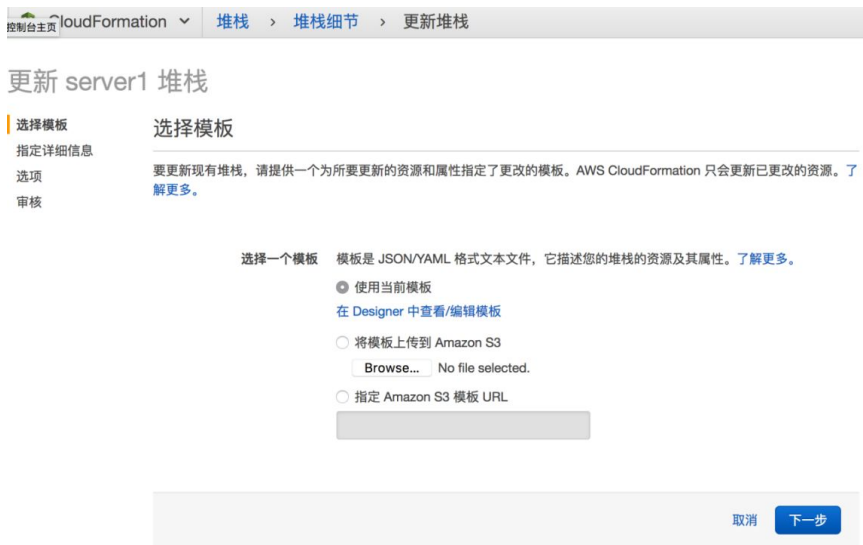 控制台主页
CloudFormation
堆栈 › 堆栈细节 › 更新堆栈
更新 server1 堆栈
选择模板
指定详细信息
选项
审核
选择模板
要更新现有堆栈，请提供一个为所要更新的资源和属性指定了更改的模板。AWS CloudFormation 只会更新已更改的资源。了
解更多。
选择一个模板 模板是 JSON/YAML 格式文本文件，它描述您的堆栈的资源及其属性。了解更多。
使用当前模板
在 Designer 中查看/编辑模板
将模板上传到 Amazon S3
Browse... No file selected.
指定 Amazon S3 模板 URL
取消 下一步